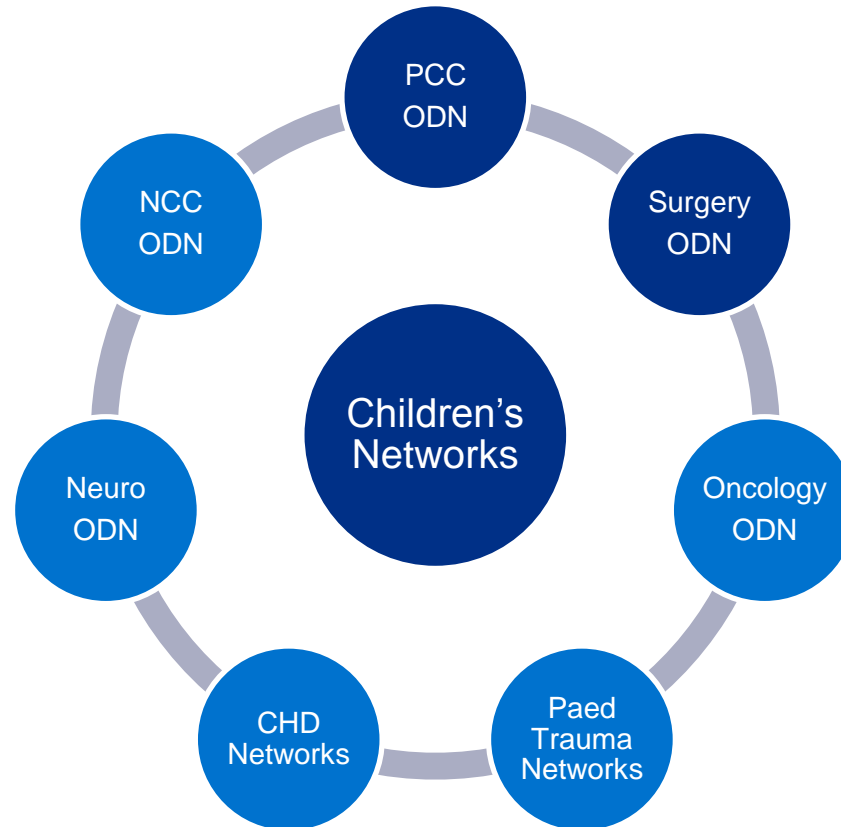 PCC
ODN
Surgery
ODN
Oncology
ODN
Paed
Trauma
Networks
CHD
Networks
Neuro
ODN
NCC
ODN
Children’s
Networks